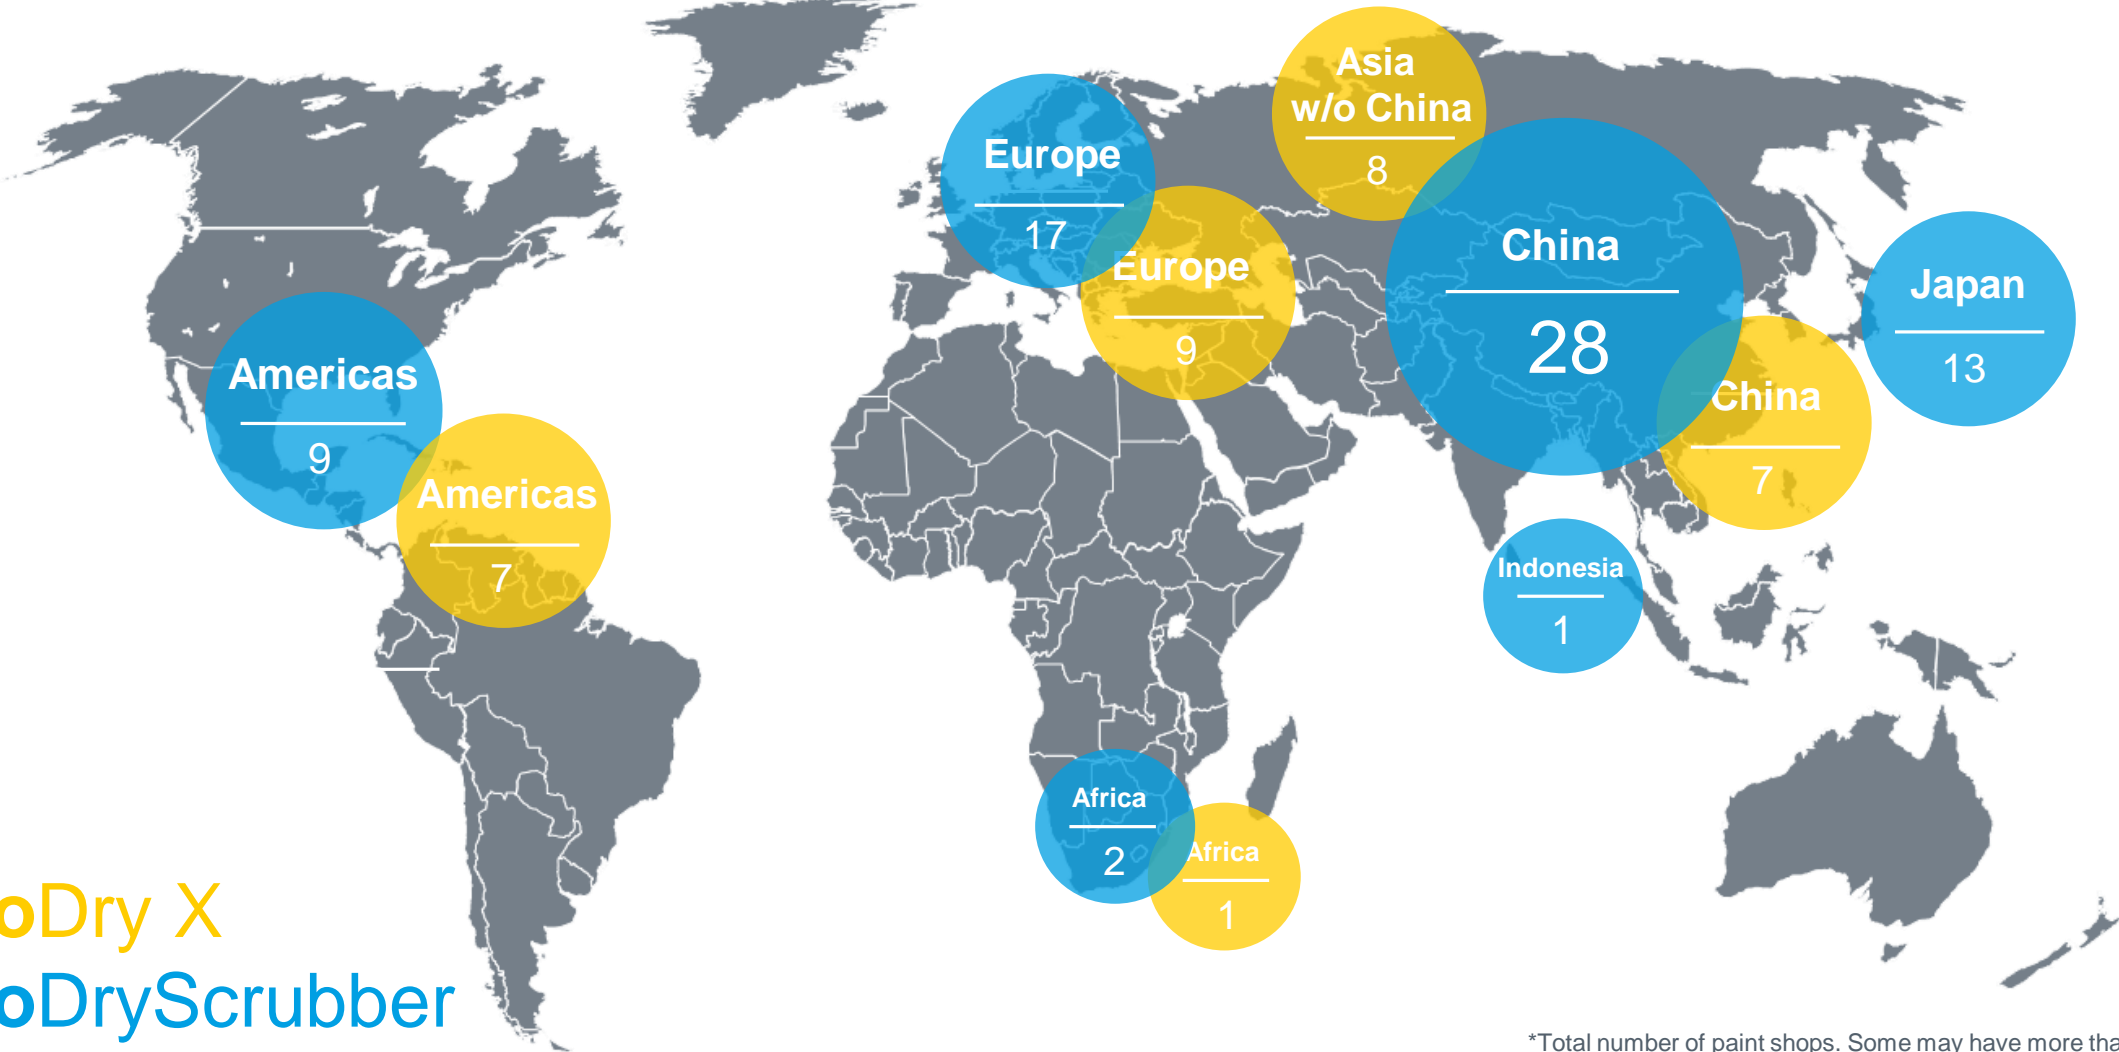 Asia
w/o China
8
Europe
17
Europe
9
China
28
Japan
13
China
7
Americas
9
Americas
7
Indonesia
1
Africa
2
Africa
1
oDry X
oDryScrubber
*Total number of paint shops. Some may have more tha